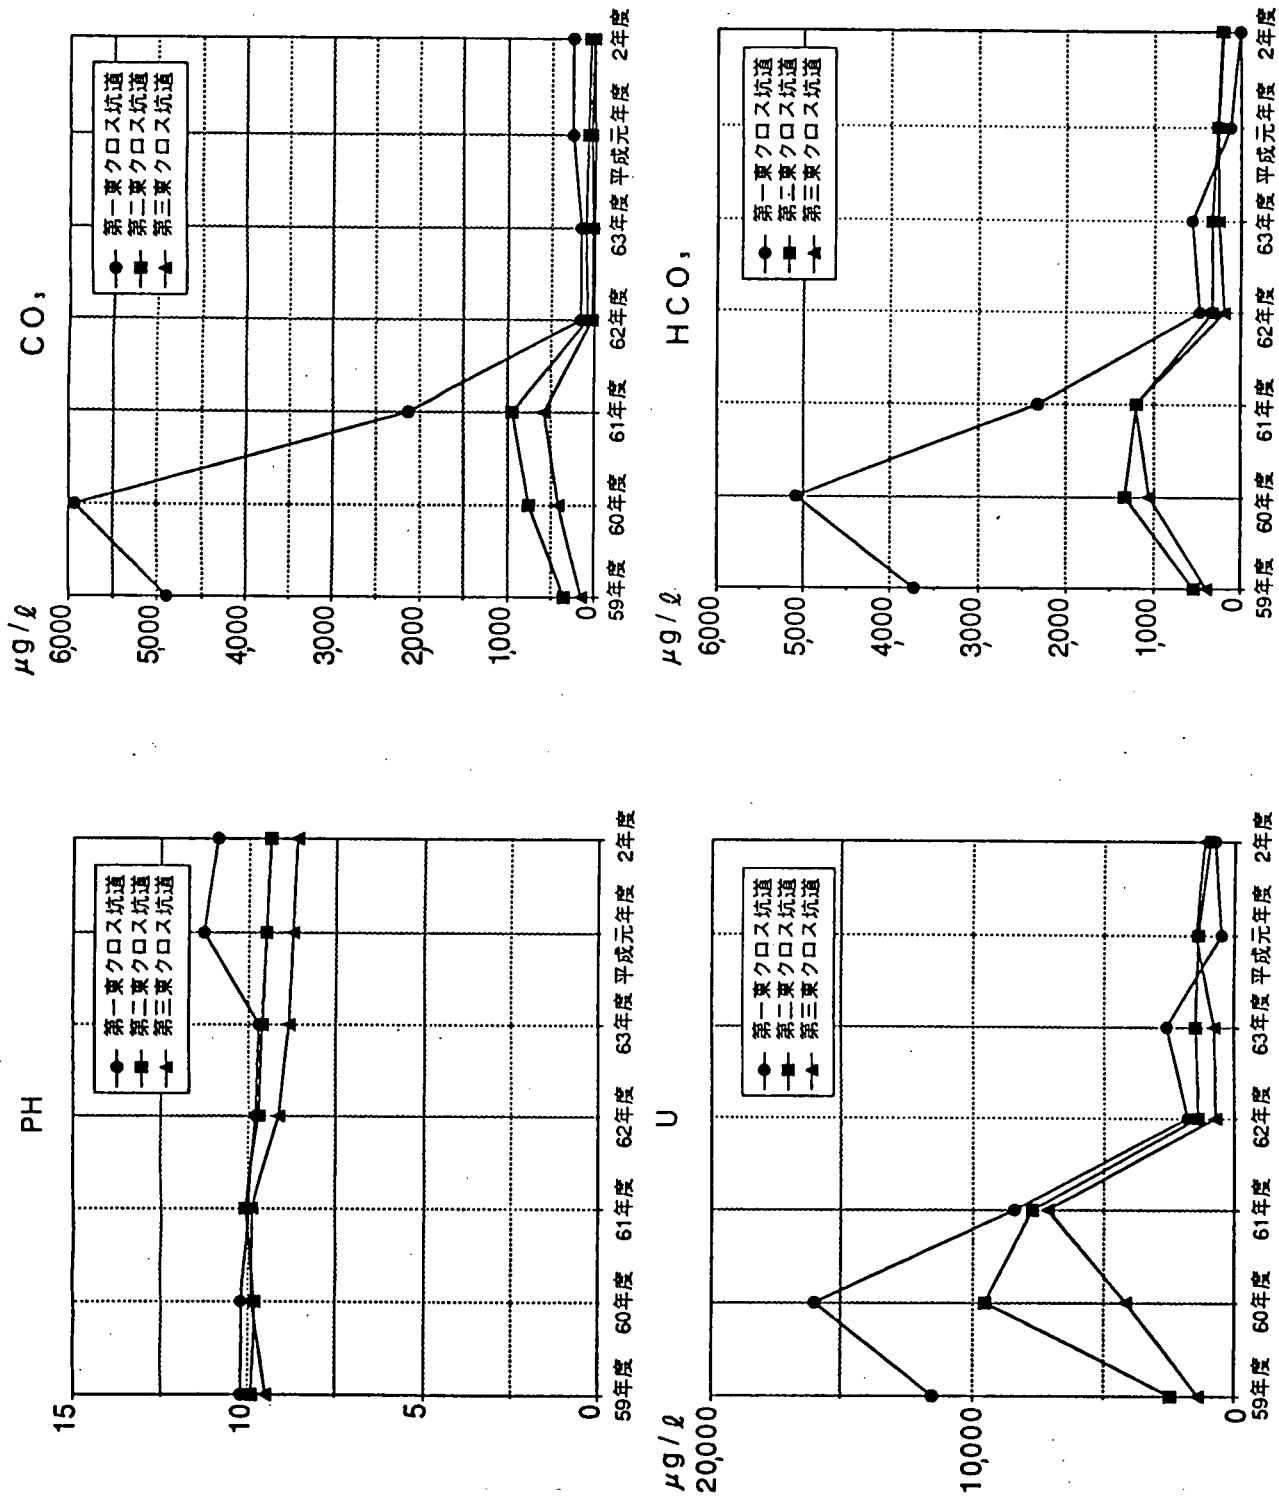 PH
15
10
5
0
59年度
60年度
61年度
62年度
63年度
平成元年度
2年度
第一東クロス坑道
第二東クロス坑道
第三東クロス坑道
CO₃
μg/ℓ
6,000
5,000
4,000
3,000
2,000
1,000
0
59年度
60年度
61年度
62年度
63年度
平成元年度
2年度
第一東クロス坑道
第二東クロス坑道
第三東クロス坑道
U
μg/ℓ
20,000
10,000
0
59年度
60年度
61年度
62年度
63年度
平成元年度
2年度
第一東クロス坑道
第二東クロス坑道
第三東クロス坑道
HCO₃
μg/ℓ
6,000
5,000
4,000
3,000
2,000
1,000
0
59年度
60年度
61年度
62年度
63年度
平成元年度
2年度
第一東クロス坑道
第二東クロス坑道
第三東クロス坑道